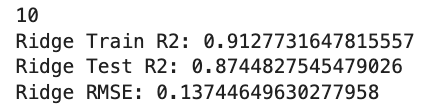 10
Ridge Train R2: 0.9127731647815557
Ridge Test R2: 0.8744827545479026
Ridge RMSE: 0.13744649630277958